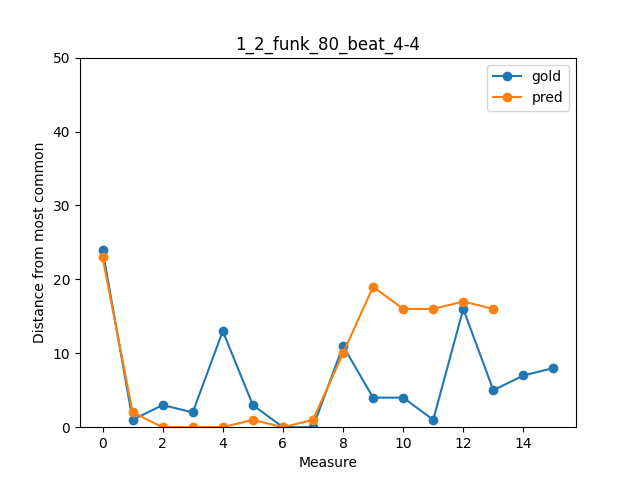 1_2_funk_80_beat_4-4
gold
pred
50
40
30
20
10
0
Distance from most common
0 2 4 6 8 10 12 14
Measure